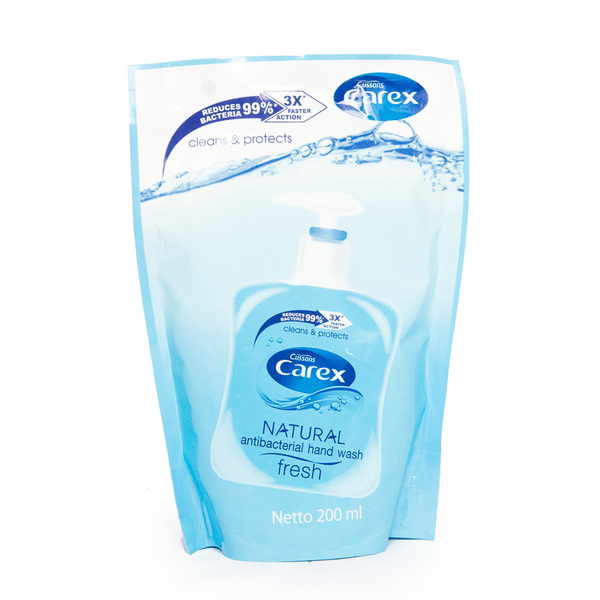 REDUCES
BACTERIA 99%*
3X*
FASTER
ACTION
cleans & protects
Cussons
Carex
REDUCES
BACTERIA 99%*
3X*
FASTER
ACTION
cleans & protects
Cussons
Carex
NATURAL
antibacterial hand wash
fresh
Netto 200 ml